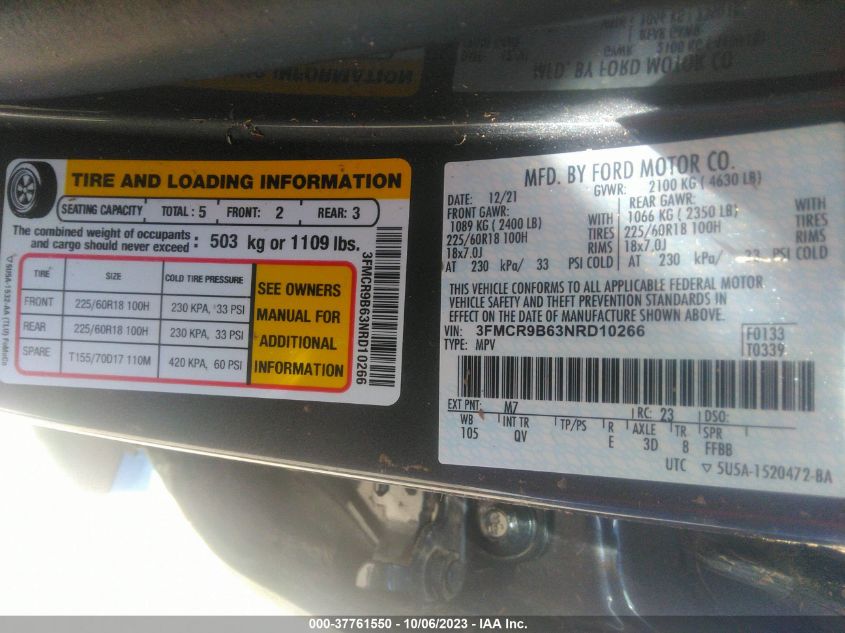 TIRE AND LOADING INFORMATION
SEATING CAPACITY TOTAL: 5 FRONT: 2 REAR: 3
The combined weight of occupants and cargo should never exceed : 503 kg or 1109 lbs.
TIRE SIZE COLD TIRE PRESSURE
FRONT 225/60R18 100H 230 KPA, 33 PSI
REAR 225/60R18 100H 230 KPA, 33 PSI
SPARE T155/70D17 110M 420 KPA, 60 PSI
SEE OWNERS
MANUAL FOR
ADDITIONAL
INFORMATION
3FMCR9B63NRD10266
5U5A-1532-AA (TLU) FoMoCo
MFD. BY FORD MOTOR CO.
DATE: 12/21 GVWR: 2100 KG ( 4630 LB)
FRONT GAWR: REAR GAWR:
1089 KG ( 2400 LB) WITH 1066 KG ( 2350 LB) WITH
225/60R18 100H TIRES 225/60R18 100H TIRES
18x7.0J RIMS 18x7.0J RIMS
AT 230 kPa/ 33 PSI COLD AT 230 kPa/ 33 PSI COLD
THIS VEHICLE CONFORMS TO ALL APPLICABLE FEDERAL MOTOR
VEHICLE SAFETY AND THEFT PREVENTION STANDARDS IN
EFFECT ON THE DATE OF MANUFACTURE SHOWN ABOVE.
VIN: 3FMCR9B63NRD10266 F0133
TYPE: MPV T0339
EXT PNT: M7 RC: 23 DSO:
WB INT TR TP/PS R AXLE TR SPR
105 QV E 3D 8 FFBB
UTC 5U5A-1520472-BA
MFD. BY FORD MOTOR CO.
000-37761550 - 10/06/2023 - IAA Inc.